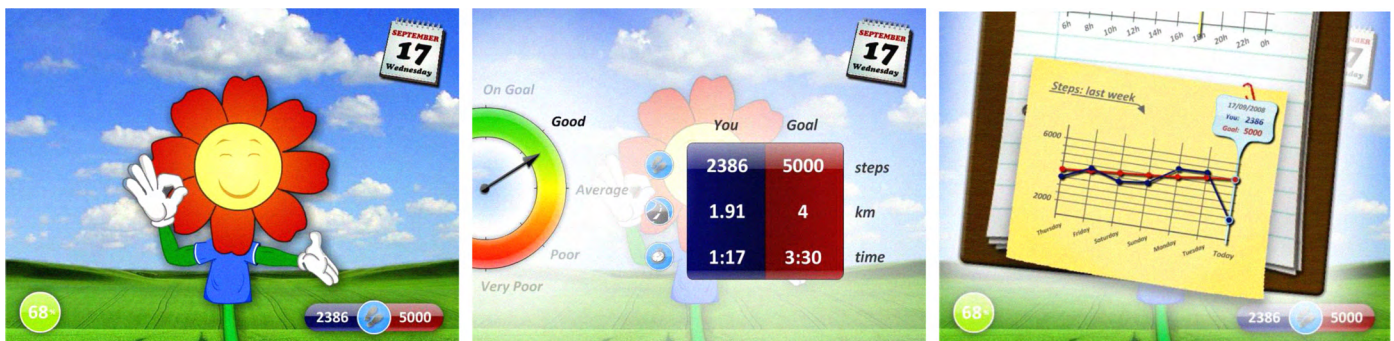 SEPTEMBER
17
Wednesday
68%
2386 5000
SEPTEMBER
17
Wednesday
On Goal
Good
Average
Poor
Very Poor
You Goal
2386 5000 steps
1.91 4 km
1:17 3:30 time
6h 8h 10h 12h 14h 16h 18h 20h 22h 0h
Steps: last week
17/09/2008
You: 2386
Goal: 5000
6000
2000
Thursday Friday Saturday Sunday Monday Tuesday Today
68%
2386 5000